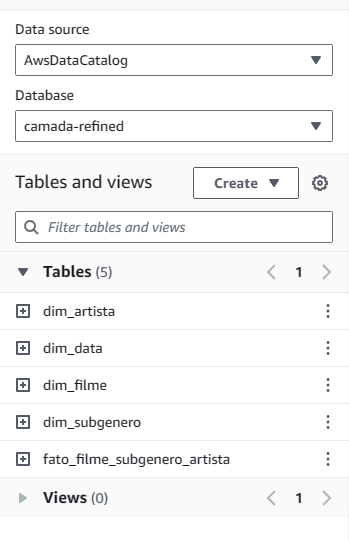 Data source
AwsDataCatalog
Database
camada-refined
Tables and views
Create
Filter tables and views
Tables (5)
1
dim_artista
dim_data
dim_filme
dim_subgenero
fato_filme_subgenero_artista
Views (0)
1